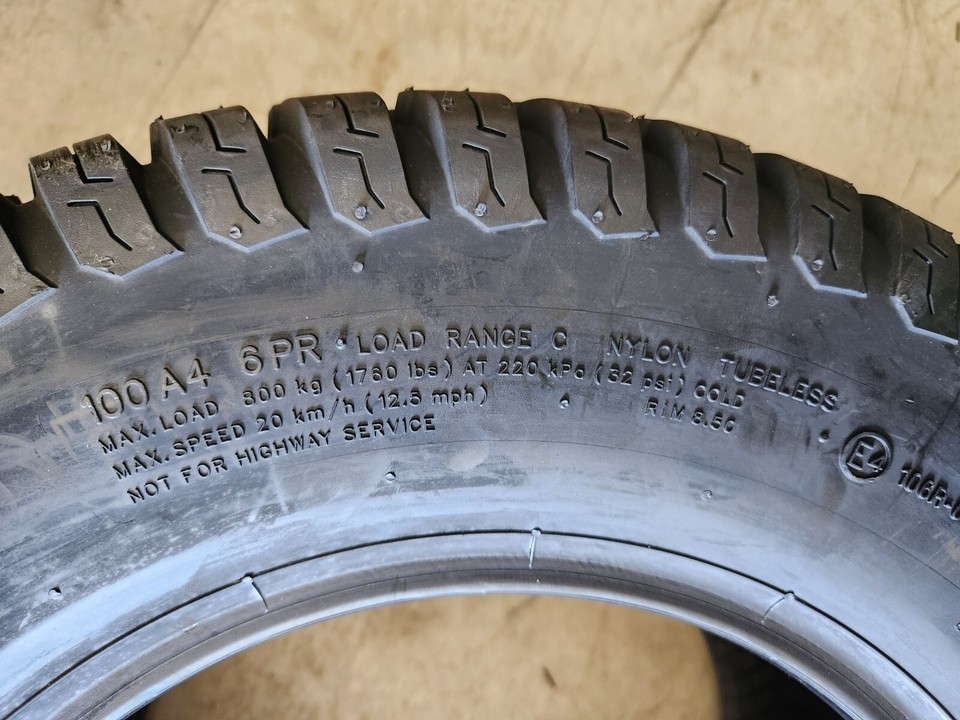 100 A4 6 PR LOAD RANGE C NYLON TUBELESS
MAX. LOAD 800 kg (1760 lbs) AT 220 kPa (32 psi) COLD
MAX. SPEED 20 km/h (12.5 mph) RIM 8.50
NOT FOR HIGHWAY SERVICE
E4 106R-